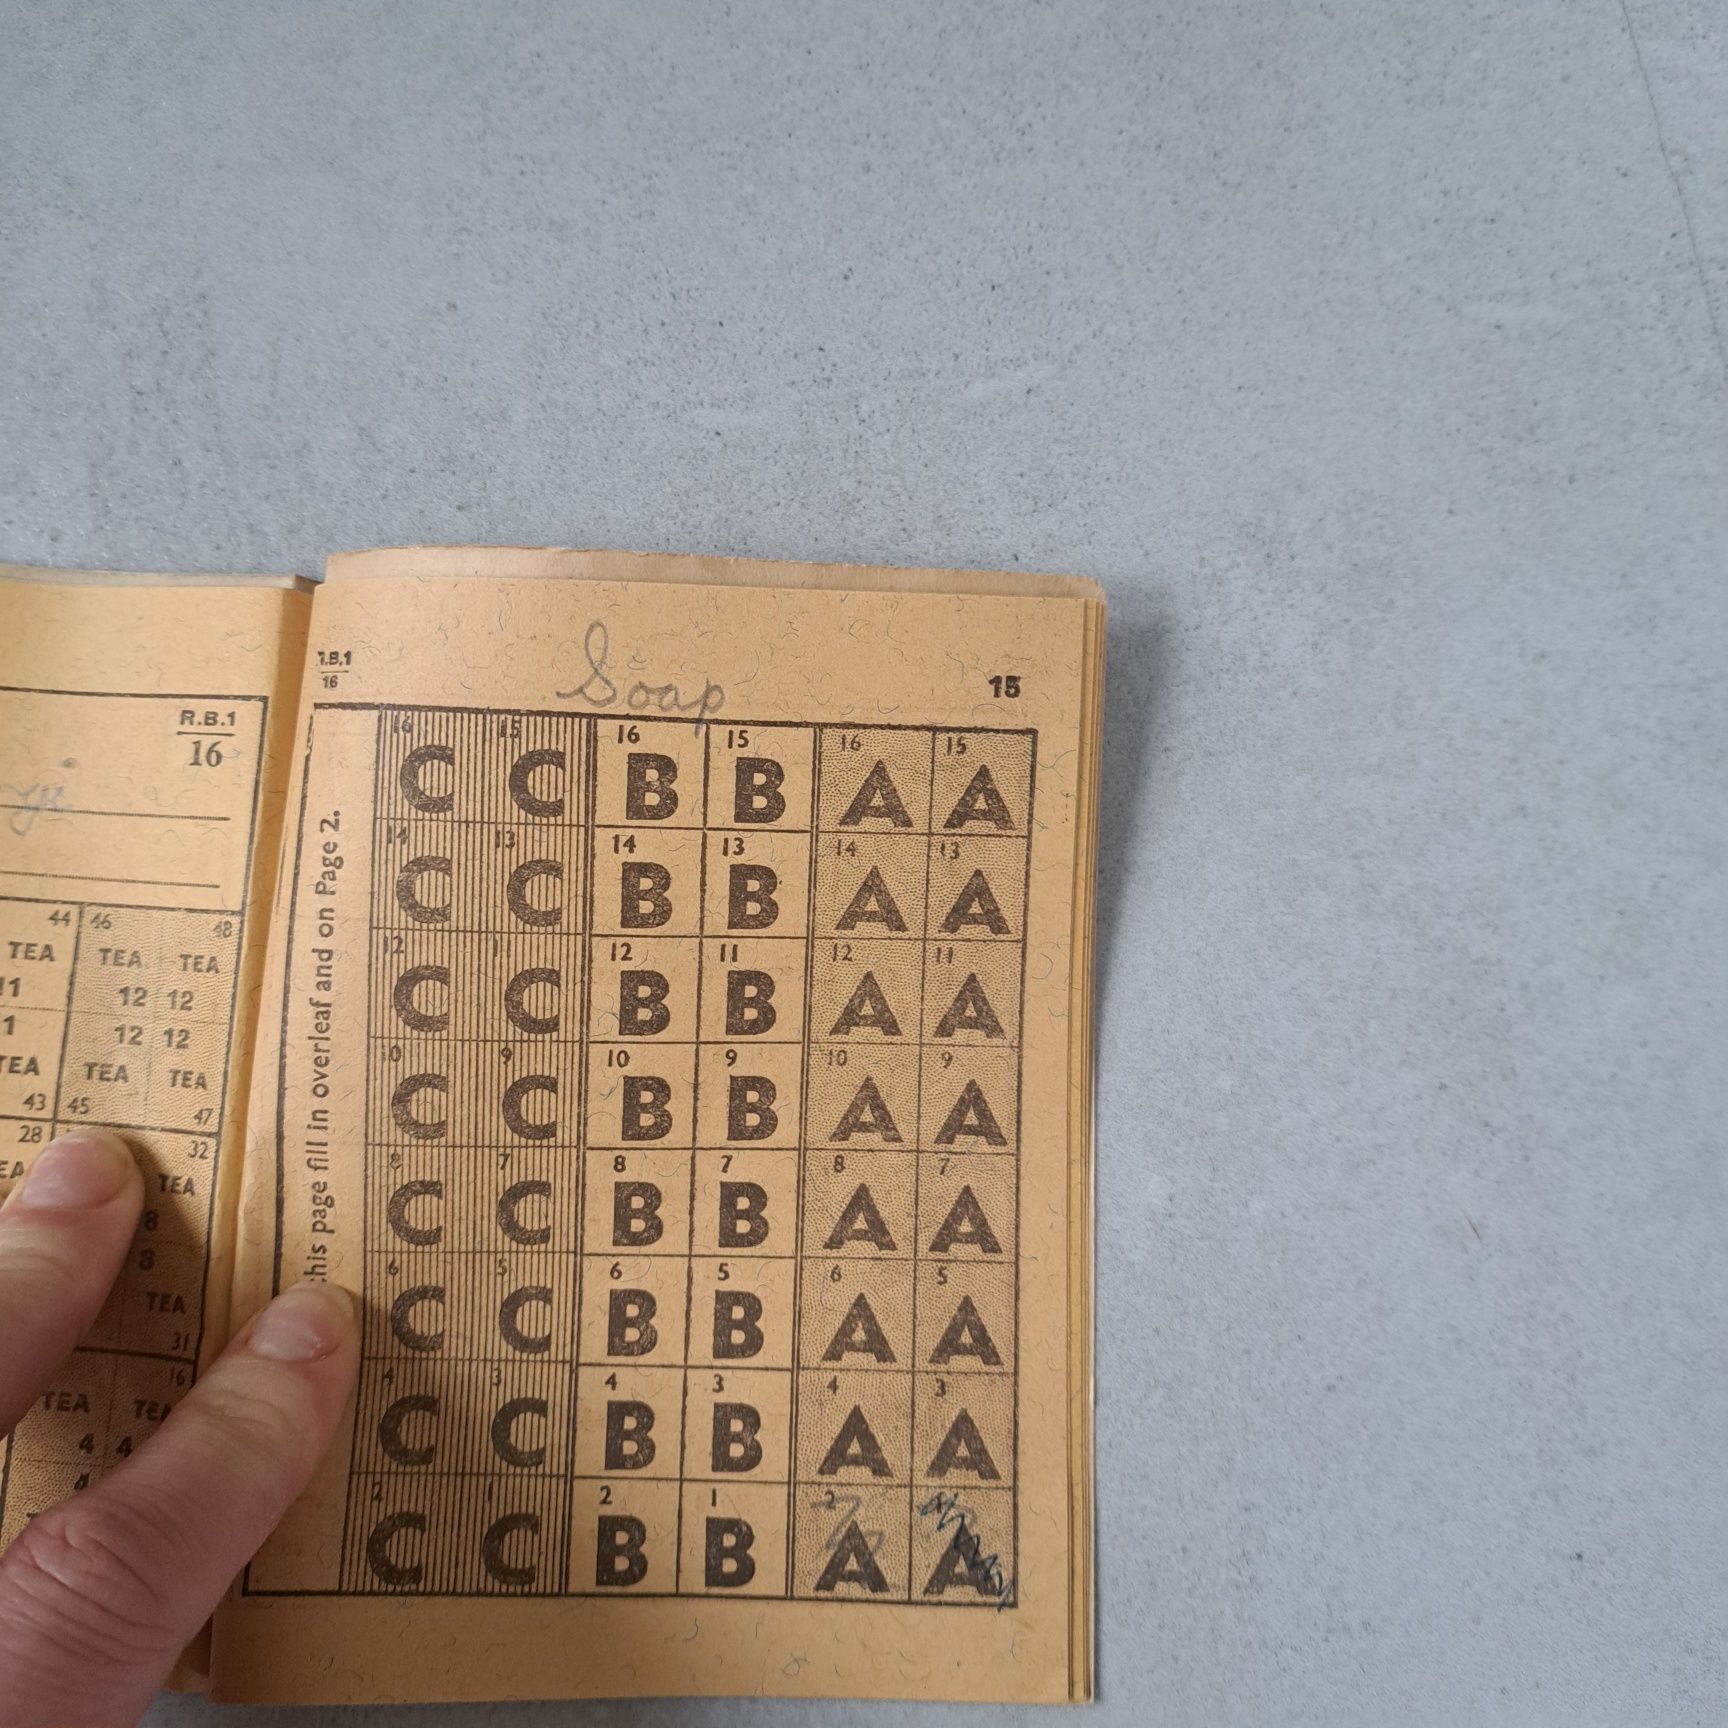 R.B.1
16
44 46 48
TEA TEA TEA
11 12 12
1 12 12
TEA TEA TEA
43 45 47
28 32
TEA
8
8
TEA
31
16
TEA
4 4
4
.B.1
16
Soap
15
this page fill in overleaf and on Page 2.
16 15 16 15 16 15
C C B B A A
14 13 14 13 14 13
C C B B A A
12 11 12 11 12 11
C C B B A A
10 9 10 9 10 9
C C B B A A
8 7 8 7 8 7
C C B B A A
6 5 6 5 6 5
C C B B A A
4 3 4 3 4 3
C C B B A A
2 1 2 1 2
C C B B A A